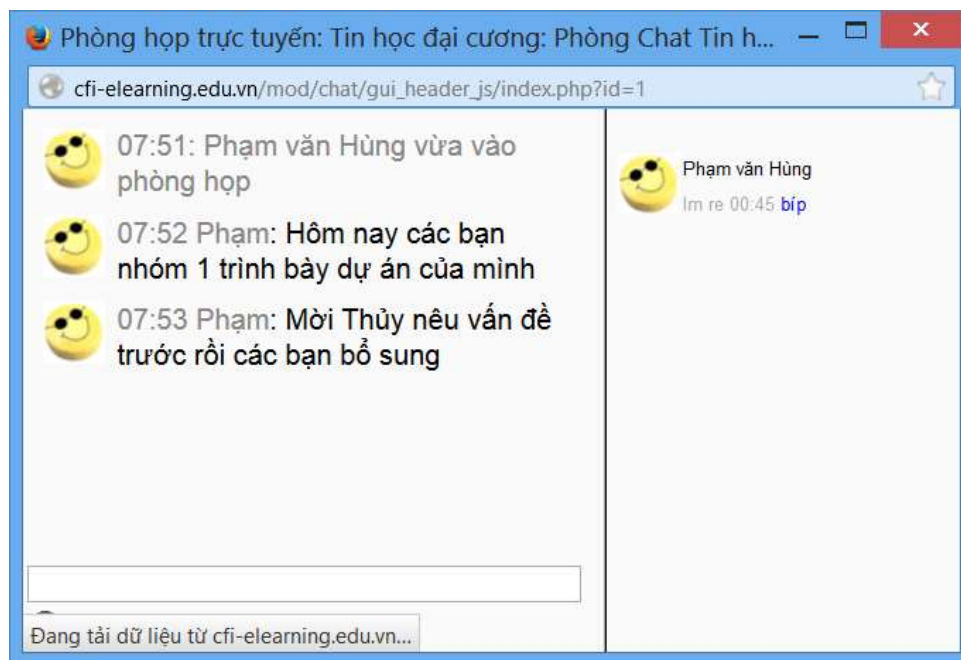 Phòng họp trực tuyến: Tin học đại cương: Phòng Chat Tin h...
cfi-elearning.edu.vn/mod/chat/gui_header_js/index.php?id=1
07:51: Phạm văn Hùng vừa vào
phòng họp
07:52 Phạm: Hôm nay các bạn
nhóm 1 trình bày dự án của mình
07:53 Phạm: Mời Thủy nêu vấn đề
trước rồi các bạn bổ sung
Phạm văn Hùng
Im re 00:45 bíp
Đang tải dữ liệu từ cfi-elearning.edu.vn...